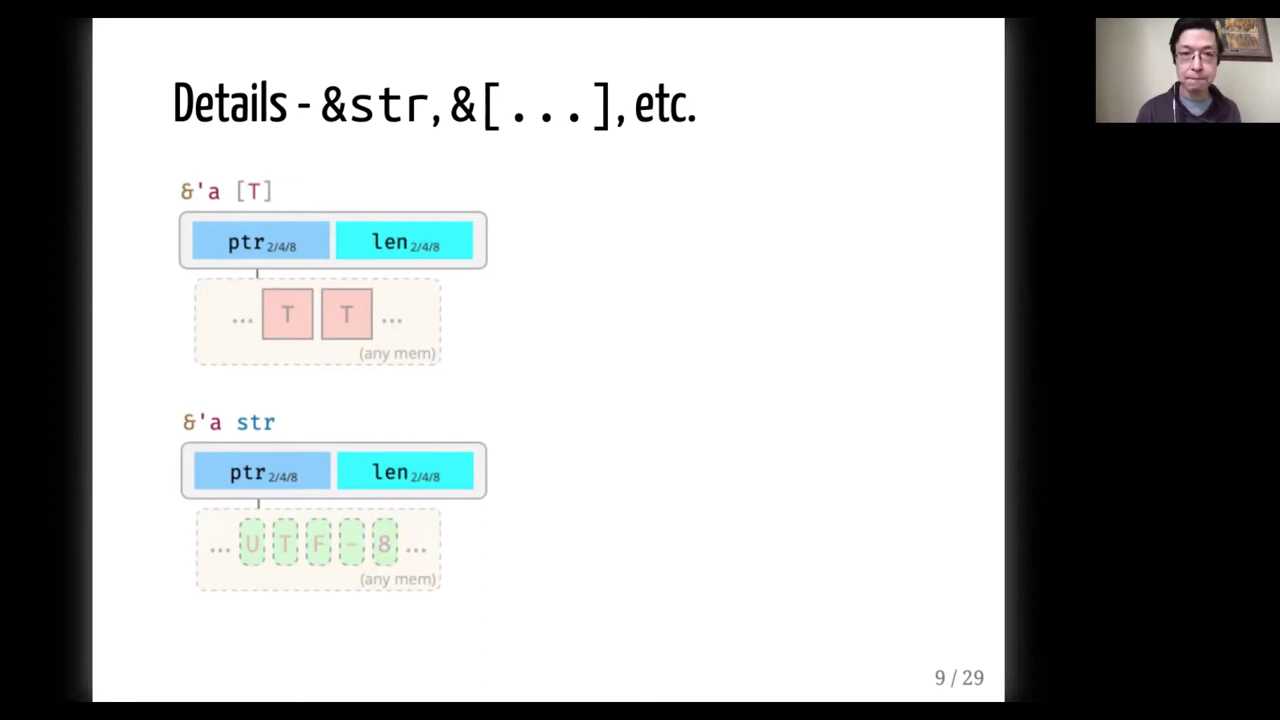 Details - &str, &[...], etc.
&'a [T]
ptr2/4/8 len2/4/8
... T T ...
(any mem)
&'a str
ptr2/4/8 len2/4/8
... U T F - 8 ...
(any mem)
9 / 29